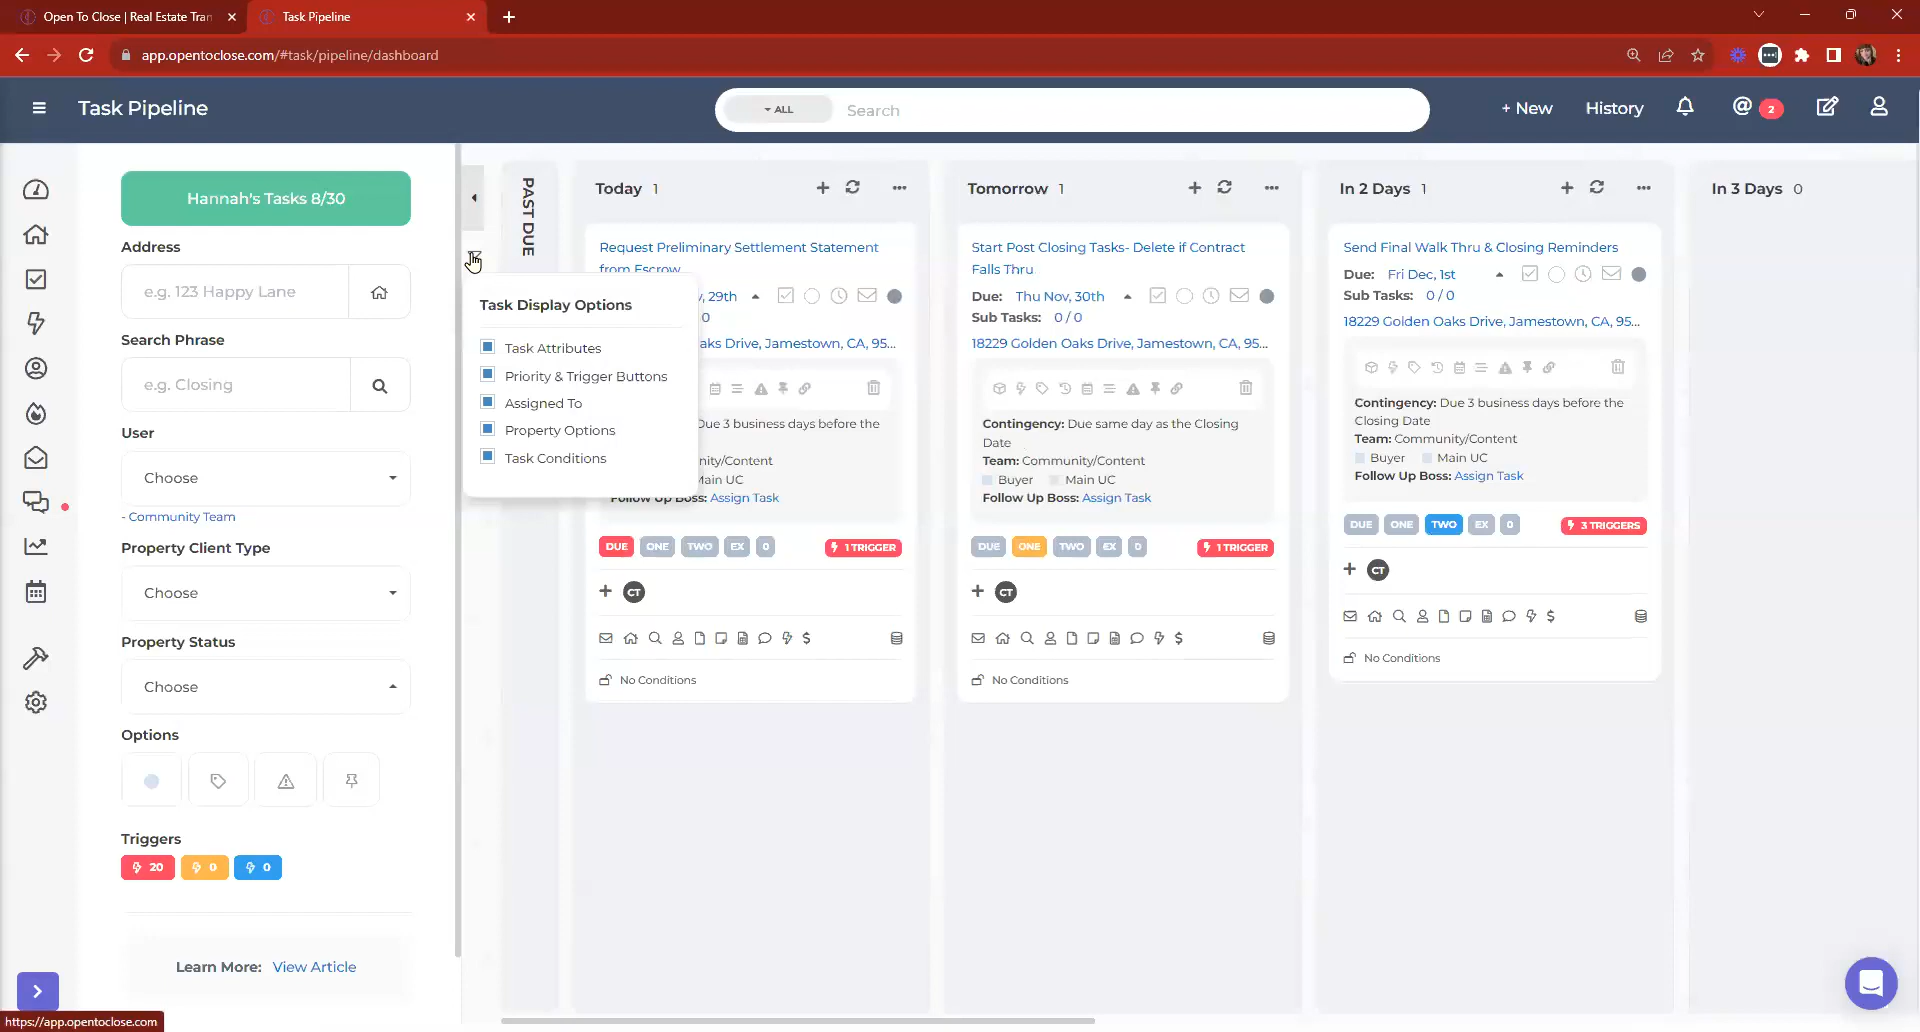 Open To Close | Real Estate Tran
Task Pipeline
app.opentoclose.com/#task/pipeline/dashboard
Task Pipeline
ALL
Search
+ New
History
@ 2
Hannah's Tasks 8/30
Address
e.g. 123 Happy Lane
Search Phrase
e.g. Closing
User
Choose
- Community Team
Property Client Type
Choose
Property Status
Choose
Options
Triggers
20
0
0
Learn More: View Article
https://app.opentoclose.com
PAST DUE
Task Display Options
Task Attributes
Priority & Trigger Buttons
Assigned To
Property Options
Task Conditions
Today 1
Request Preliminary Settlement Statement
from Escrow
, 29th
0
aks Drive, Jamestown, CA, 95...
Due 3 business days before the
nity/Content
Main UC
Follow Up Boss: Assign Task
DUE ONE TWO EX 0
1 TRIGGER
CT
No Conditions
Tomorrow 1
Start Post Closing Tasks- Delete if Contract
Falls Thru
Due: Thu Nov, 30th
Sub Tasks: 0 / 0
18229 Golden Oaks Drive, Jamestown, CA, 95...
Contingency: Due same day as the Closing
Date
Team: Community/Content
Buyer Main UC
Follow Up Boss: Assign Task
DUE ONE TWO EX 0
1 TRIGGER
CT
No Conditions
In 2 Days 1
Send Final Walk Thru & Closing Reminders
Due: Fri Dec, 1st
Sub Tasks: 0 / 0
18229 Golden Oaks Drive, Jamestown, CA, 95...
Contingency: Due 3 business days before the
Closing Date
Team: Community/Content
Buyer Main UC
Follow Up Boss: Assign Task
DUE ONE TWO EX 0
3 TRIGGERS
CT
No Conditions
In 3 Days 0